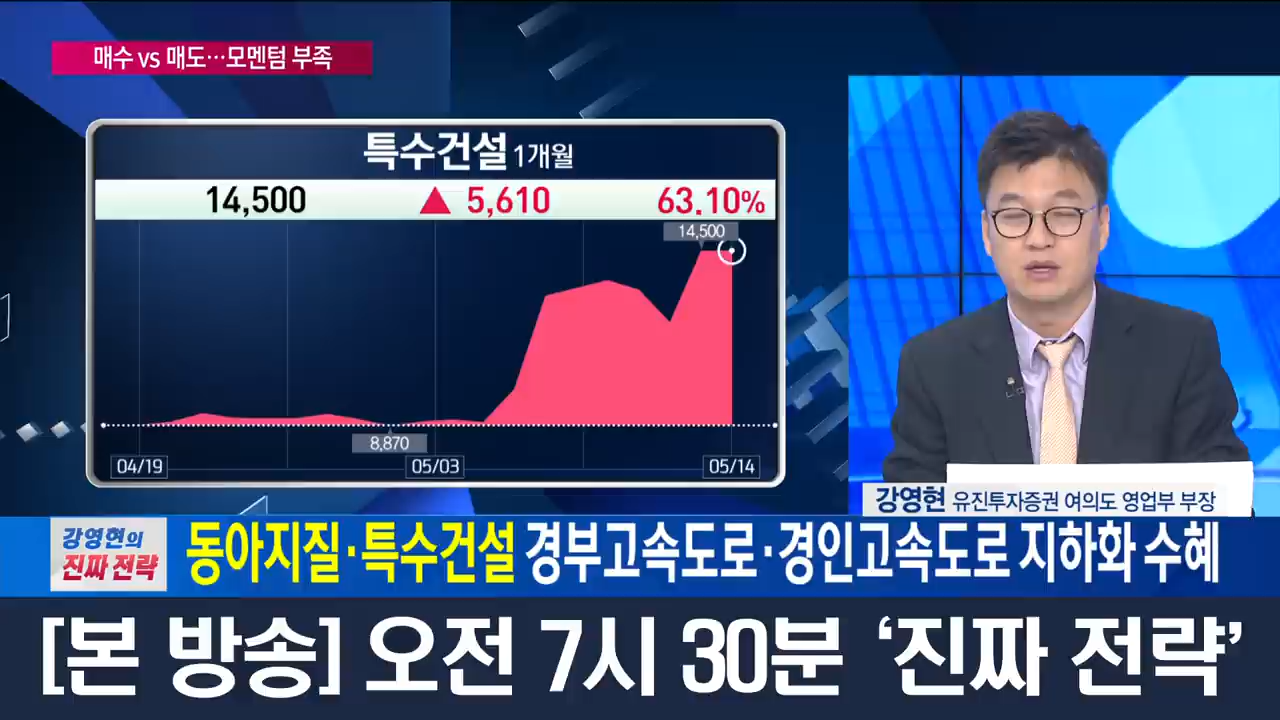 매수 vs 매도…모멘텀 부족
특수건설 1개월
14,500 ▲ 5,610 63.10%
14,500
8,870
04/19 05/03 05/14
강영현 유진투자증권 여의도 영업부 부장
강영현의
진짜 전략
동아지질·특수건설 경부고속도로·경인고속도로 지하화 수혜
[본 방송] 오전 7시 30분 ‘진짜 전략’